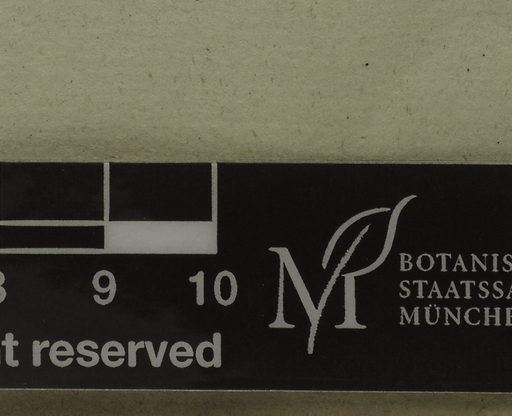 9 10
reserved
M
BOTANIS
STAATSSA
MÜNCHE